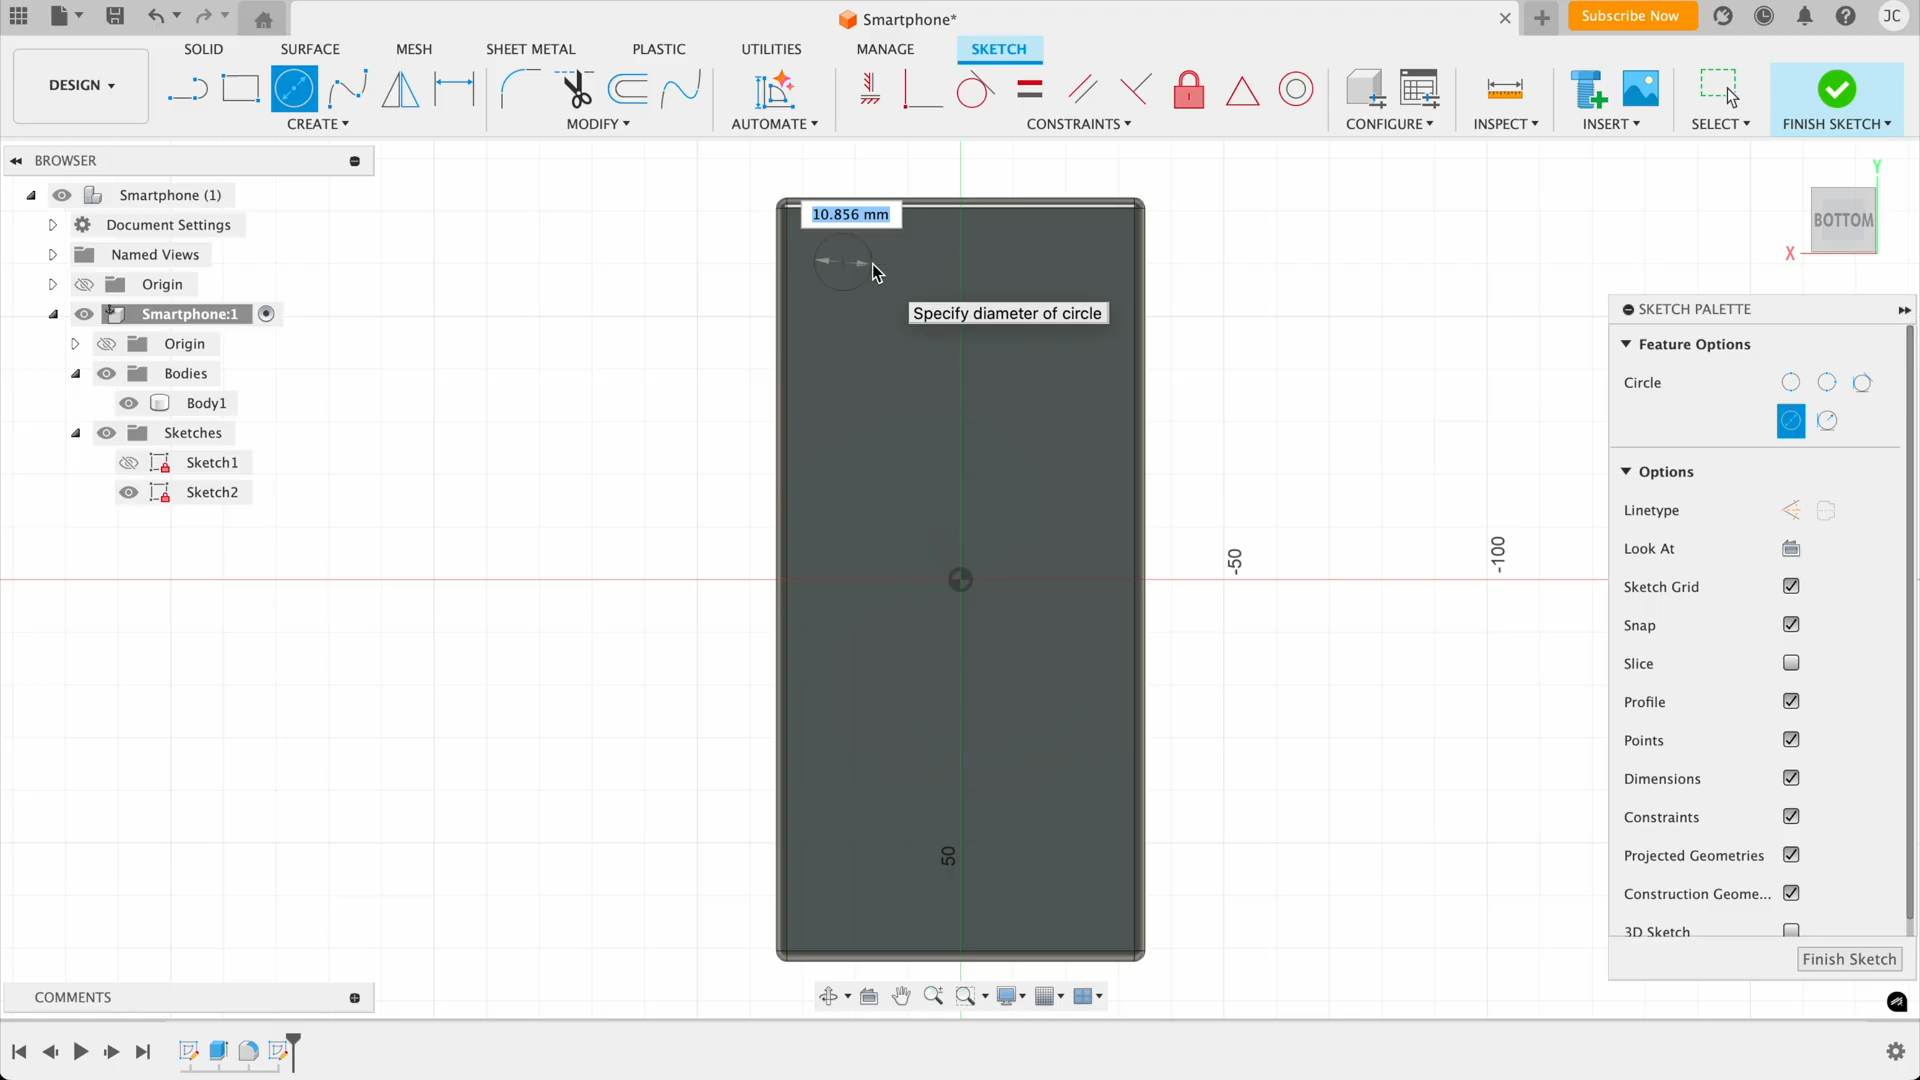 Smartphone*
Subscribe Now
JC
SOLID
SURFACE
MESH
SHEET METAL
PLASTIC
UTILITIES
MANAGE
SKETCH
DESIGN
CREATE
MODIFY
AUTOMATE
CONSTRAINTS
CONFIGURE
INSPECT
INSERT
SELECT
FINISH SKETCH
BROWSER
Smartphone (1)
Document Settings
Named Views
Origin
Smartphone:1
Origin
Bodies
Body1
Sketches
Sketch1
Sketch2
10.856 mm
Specify diameter of circle
-50
-100
50
Y
BOTTOM
X
SKETCH PALETTE
Feature Options
Circle
Options
Linetype
Look At
Sketch Grid
Snap
Slice
Profile
Points
Dimensions
Constraints
Projected Geometries
Construction Geome...
3D Sketch
Finish Sketch
COMMENTS